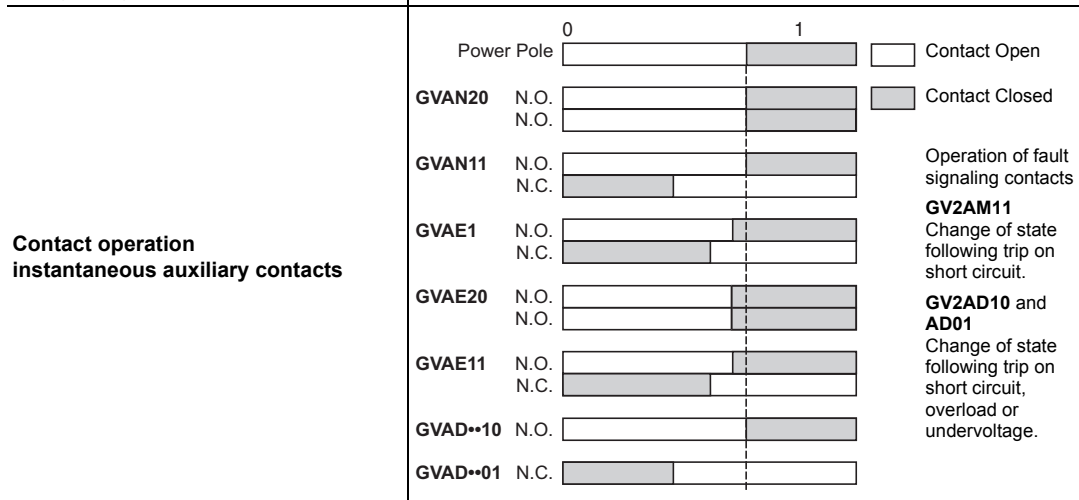 Contact operation
instantaneous auxiliary contacts
0 1
Power Pole
GVAN20 N.O.
N.O.
GVAN11 N.O.
N.C.
GVAE1 N.O.
N.C.
GVAE20 N.O.
N.O.
GVAE11 N.O.
N.C.
GVAD••10 N.O.
GVAD••01 N.C.
Contact Open
Contact Closed
Operation of fault
signaling contacts
GV2AM11
Change of state
following trip on
short circuit.
GV2AD10 and
AD01
Change of state
following trip on
short circuit,
overload or
undervoltage.